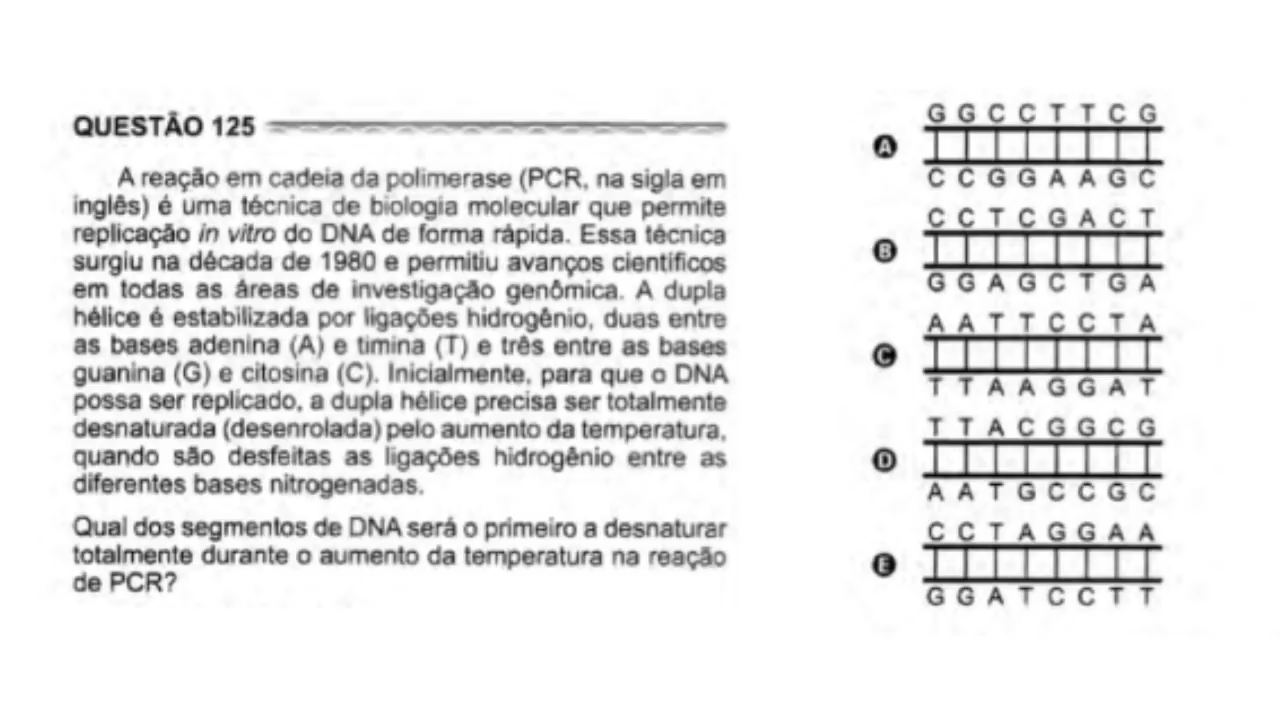 QUESTÃO 125
A reação em cadeia da polimerase (PCR, na sigla em
inglês) é uma técnica de biologia molecular que permite
replicação in vitro do DNA de forma rápida. Essa técnica
surgiu na década de 1980 e permitiu avanços científicos
em todas as áreas de investigação genômica. A dupla
hélice é estabilizada por ligações hidrogênio, duas entre
as bases adenina (A) e timina (T) e três entre as bases
guanina (G) e citosina (C). Inicialmente, para que o DNA
possa ser replicado, a dupla hélice precisa ser totalmente
desnaturada (desenrolada) pelo aumento da temperatura,
quando são desfeitas as ligações hidrogênio entre as
diferentes bases nitrogenadas.
Qual dos segmentos de DNA será o primeiro a desnaturar
totalmente durante o aumento da temperatura na reação
de PCR?
G G C C T T C G
A
C C G G A A G C
C C T C G A C T
B
G G A G C T G A
A A T T C C T A
C
T T A A G G A T
T T A C G G C G
D
A A T G C C G C
C C T A G G A A
E
G G A T C C T T